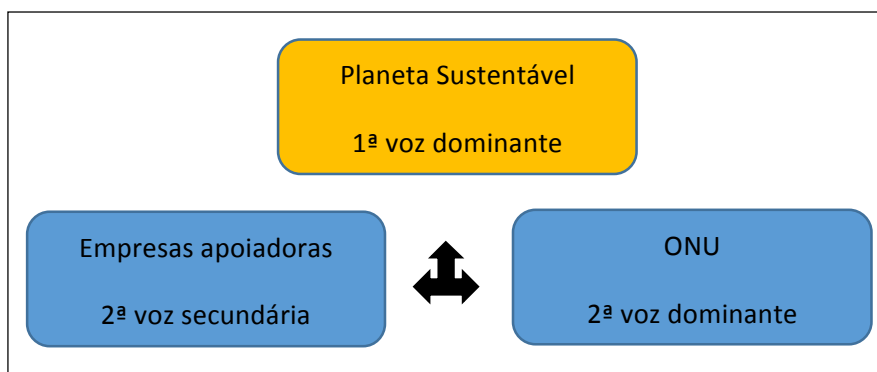 Planeta Sustentável
1ª voz dominante
Empresas apoiadoras
2ª voz secundária
ONU
2ª voz dominante